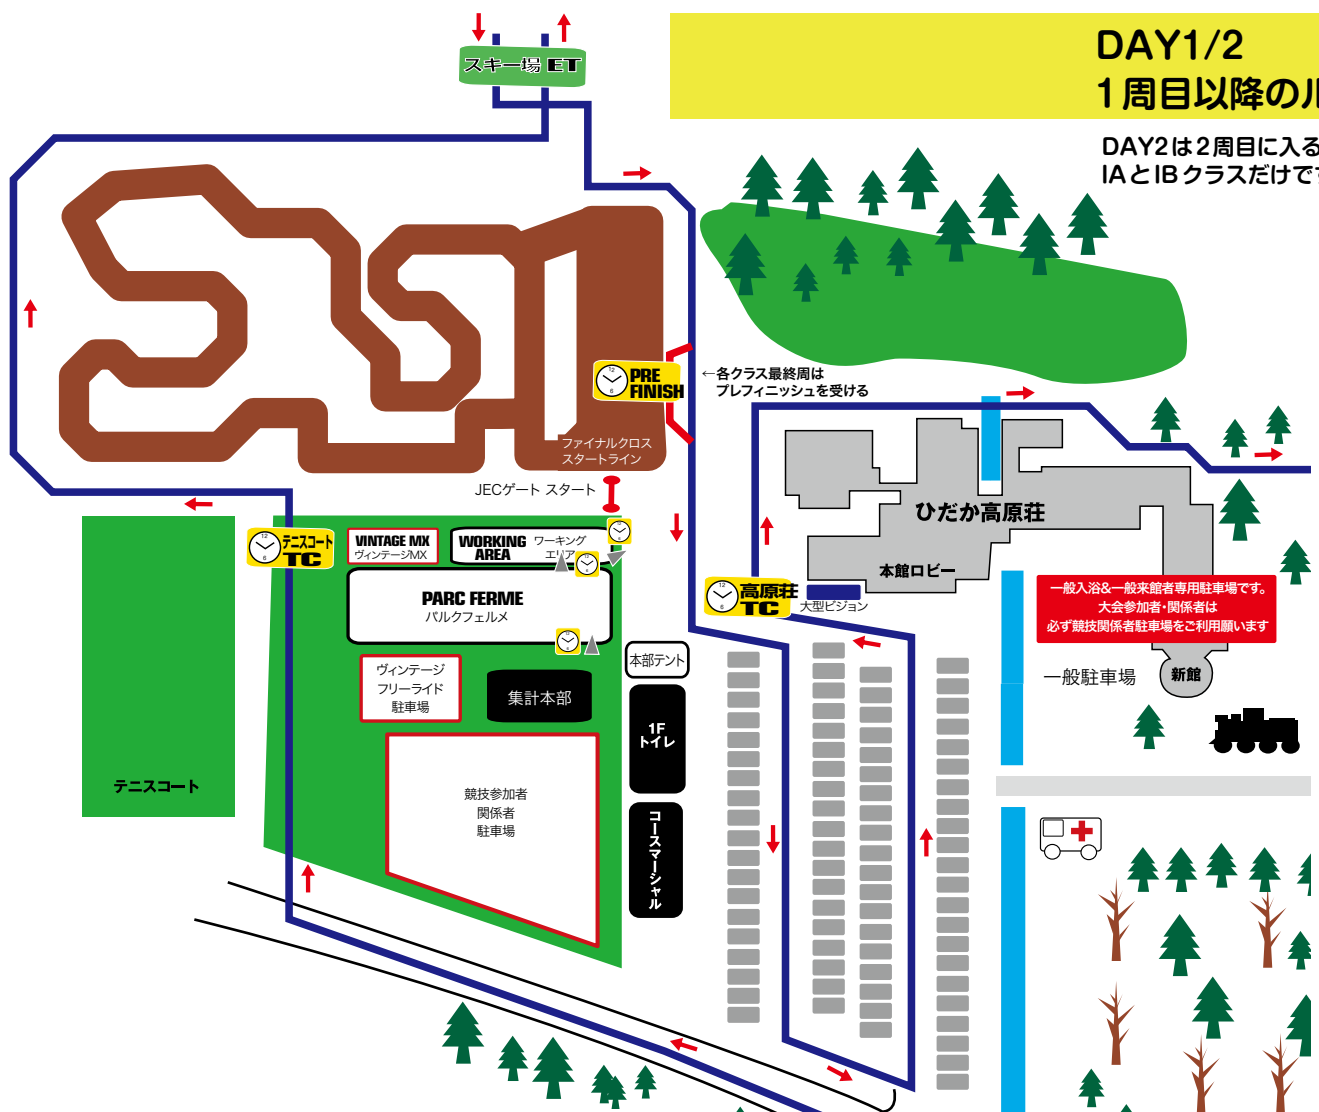 スキー場 ET
DAY1/2
1周目以降の
DAY2は2周目に入る
IAとIBクラスだけで
PRE
FINISH
←各クラス最終周は
プレフィニッシュを受ける
ファイナルクロス
スタートライン
JECゲート スタート
テニスコート
TC
VINTAGE MX
ヴィンテージMX
WORKING
AREA
ワーキング
エリア
PARC FERME
パルクフェルメ
ヴィンテージ
フリーライド
駐車場
集計本部
本部テント
1F
トイレ
コースマーシャル
競技参加者
関係者
駐車場
テニスコート
高原荘
TC
大型ビジョン
ひだか高原荘
本館ロビー
一般入浴&一般来館者専用駐車場です。
大会参加者・関係者は
必ず競技関係者駐車場をご利用願います
一般駐車場
新館